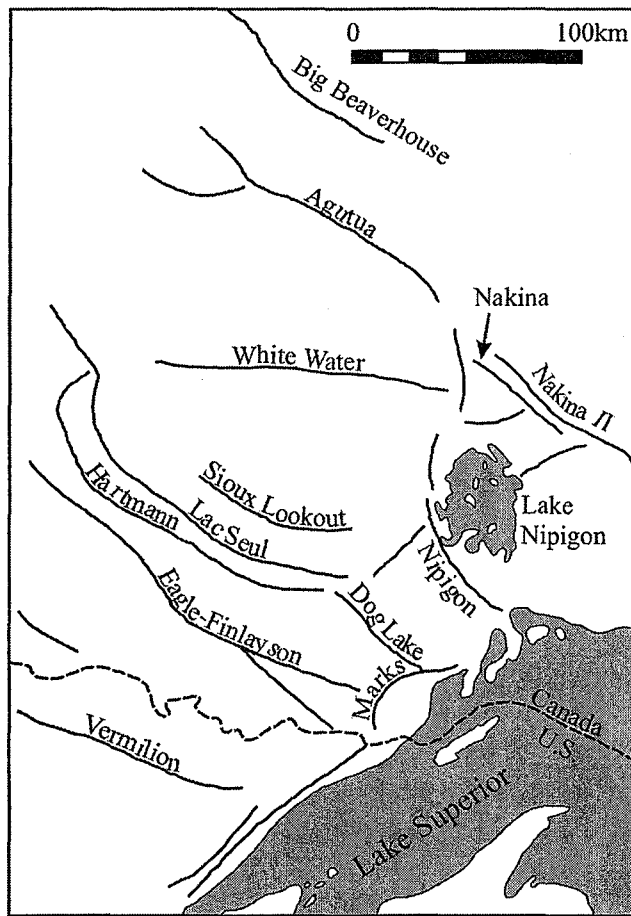 0 100km
Big Beaverhouse
Agutua
Nakina
White Water
Nakina II
Sioux Lookout
Lac Seul
Hartmann
Lake
Nipigon
Nipigon
Eagle-Finlayson
Dog Lake
Marks
Vermilion
Canada
U.S.
Lake Superior